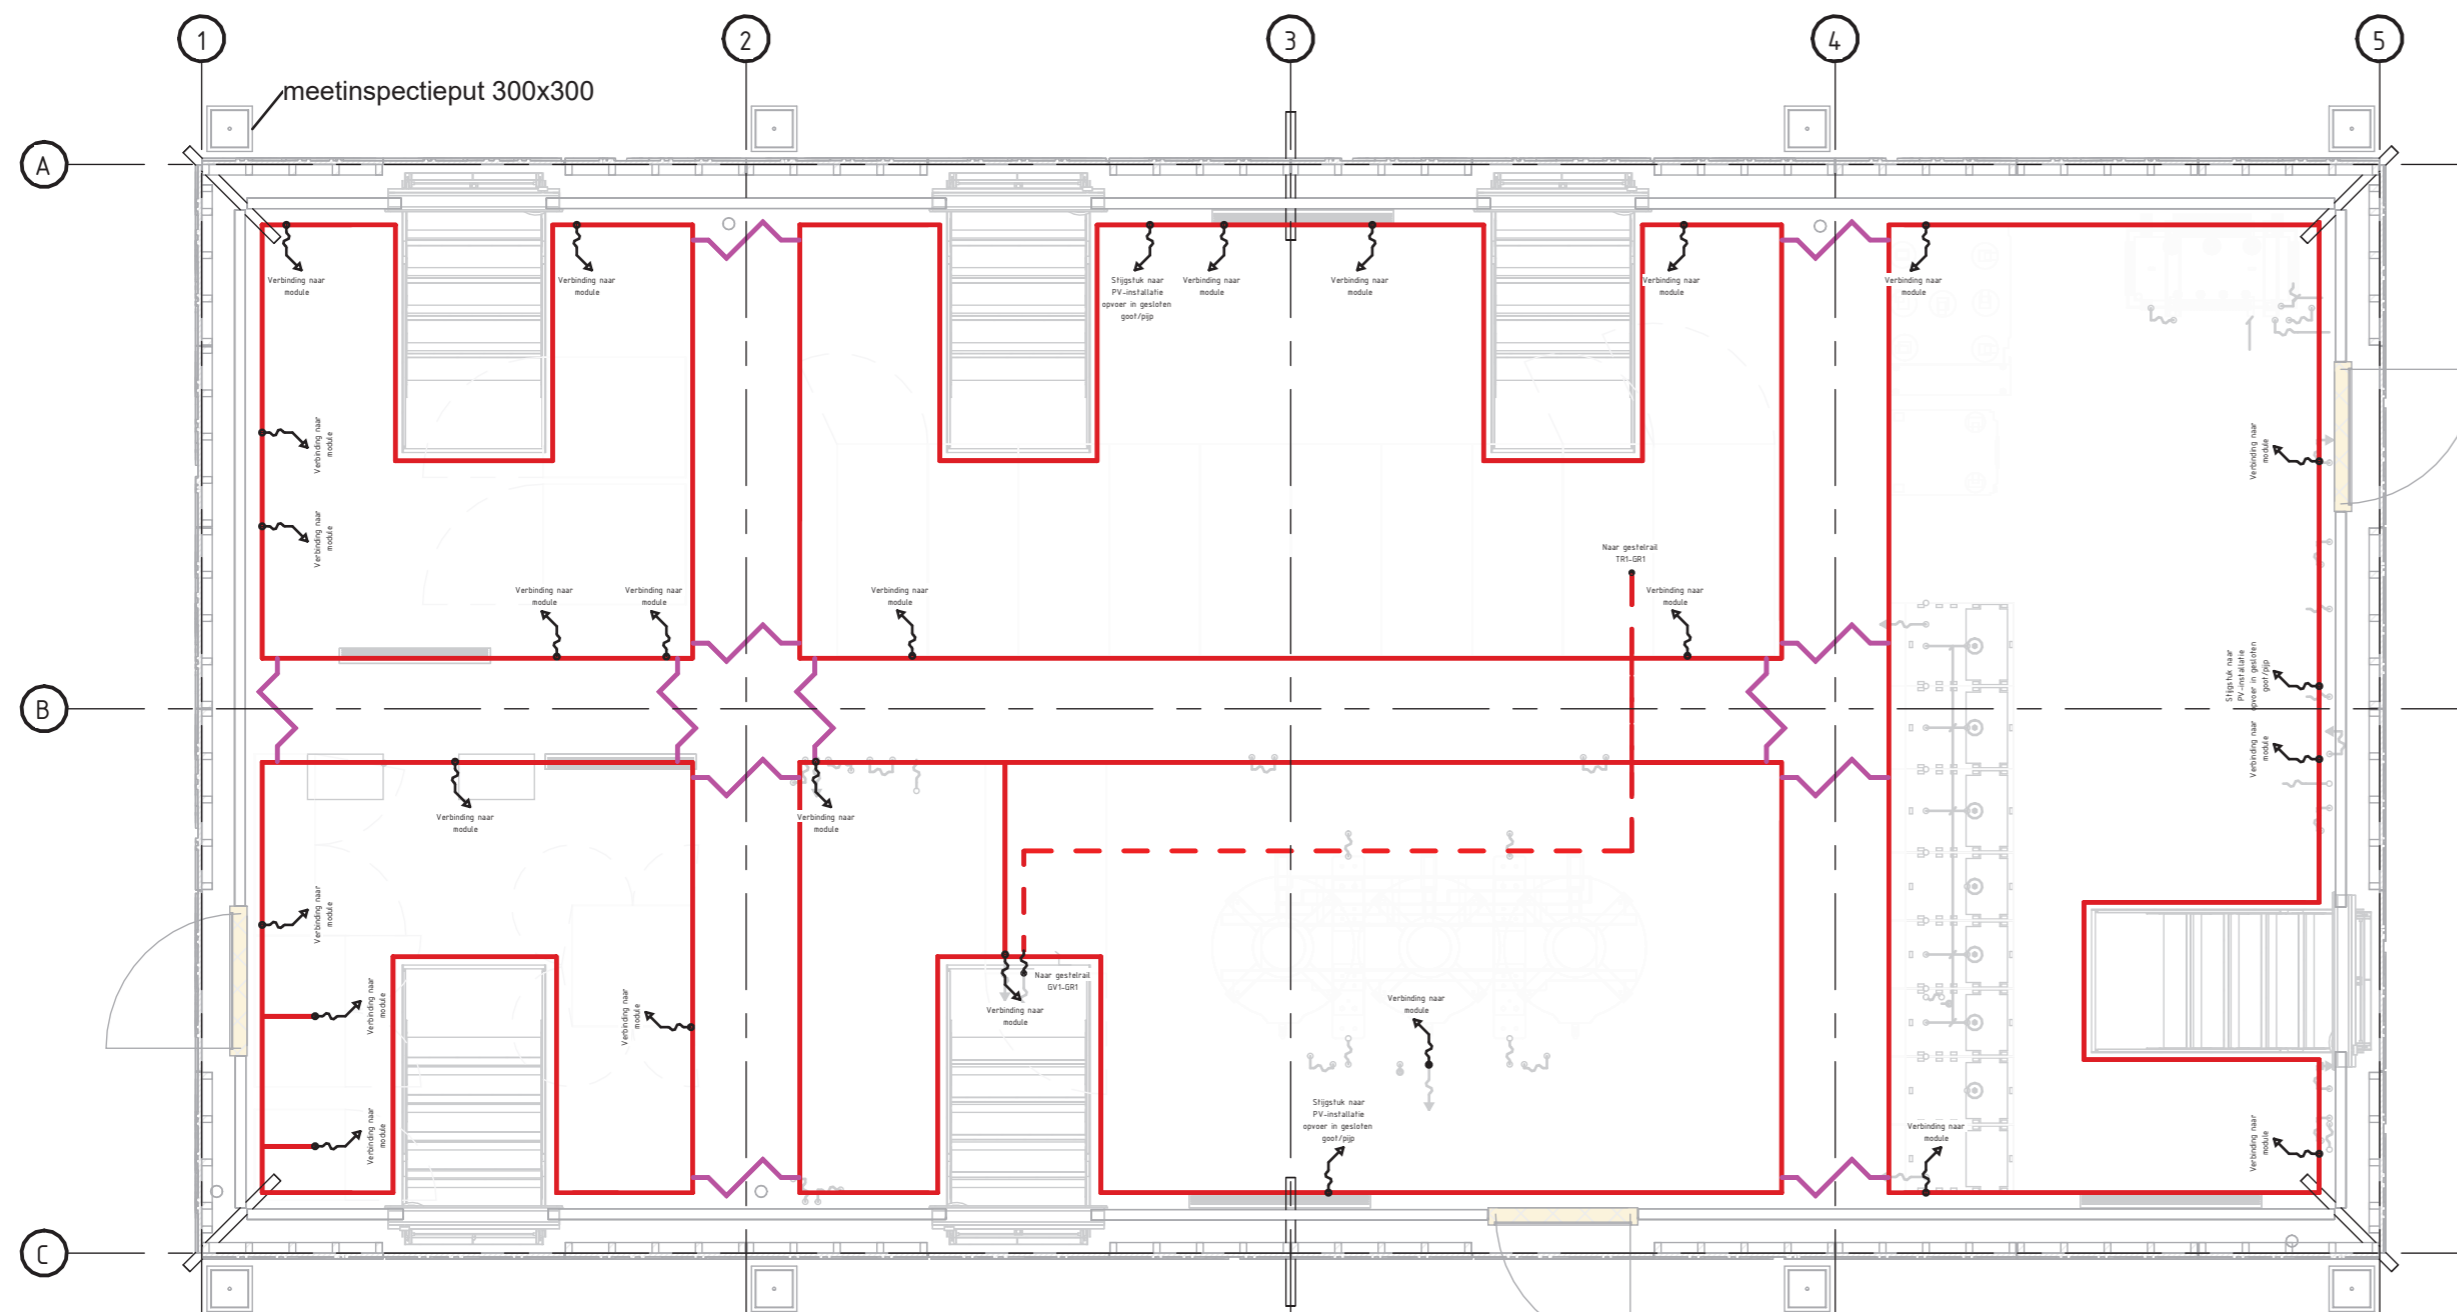 1
2
3
4
5
meetinspectieput 300x300
A
Verbinding naar
module
Verbinding naar
module
Stijgstuk naar
PV-installatie
opvoer in gesloten
goot/pijp
Verbinding naar
module
Verbinding naar
module
Verbinding naar
module
Verbinding naar
module
Verbinding naar
module
Verbinding naar
module
Verbinding naar
module
Naar gestelrail
TR1-GR1
Verbinding naar
module
Verbinding naar
module
Verbinding naar
module
Verbinding naar
module
Stijgstuk naar
PV-installatie
opvoer in gesloten
goot/pijp
B
Verbinding naar
module
Verbinding naar
module
Verbinding naar
module
Verbinding naar
module
Naar gestelrail
GV1-GR1
Verbinding naar
module
Verbinding naar
module
Verbinding naar
module
Verbinding naar
module
Stijgstuk naar
PV-installatie
opvoer in gesloten
goot/pijp
Verbinding naar
module
Verbinding naar
module
Verbinding naar
module
C